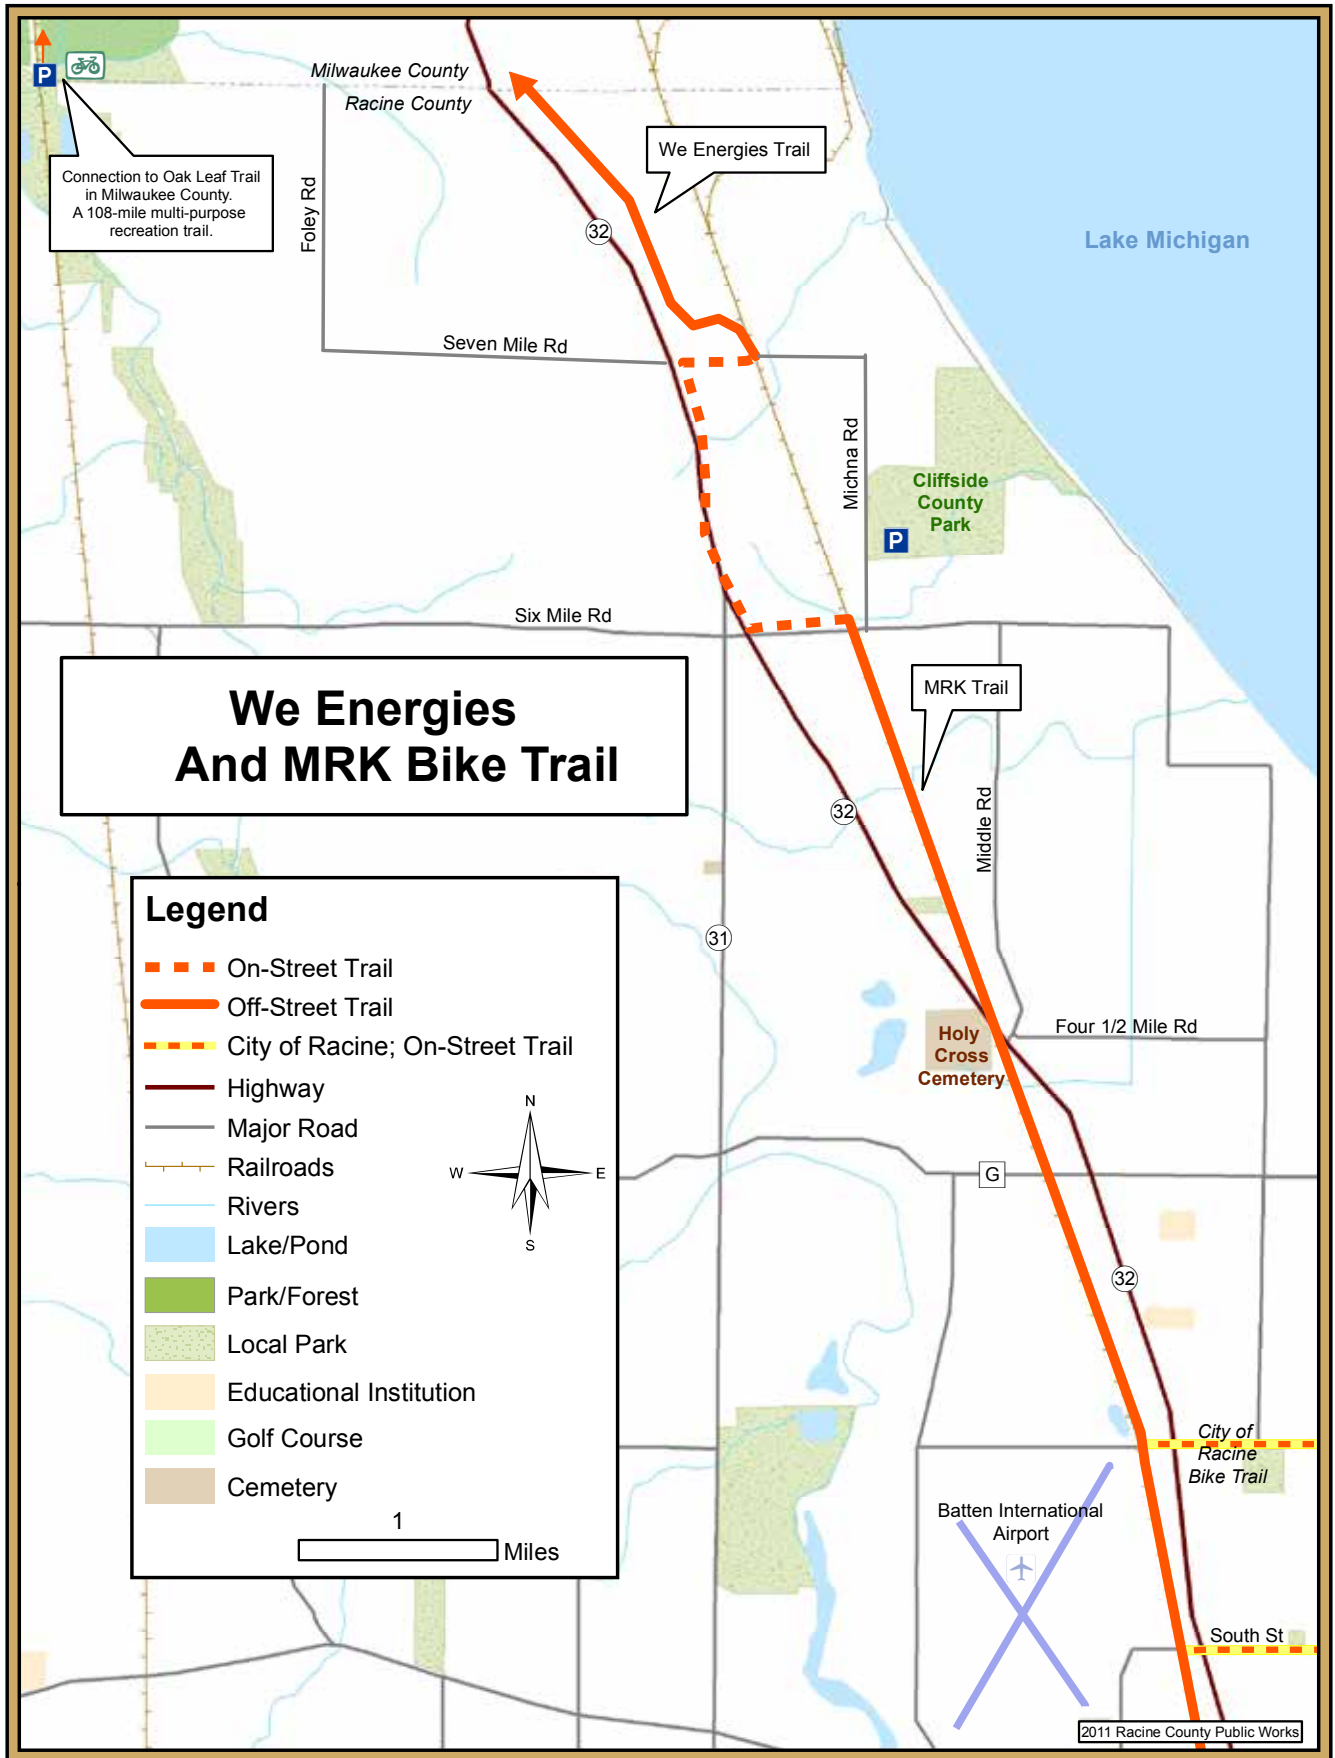 Milwaukee County
Racine County
P
Connection to Oak Leaf Trail
in Milwaukee County.
A 108-mile multi-purpose
recreation trail.
We Energies Trail
Foley Rd
32
Lake Michigan
Seven Mile Rd
Michna Rd
Cliffside
County
Park
P
Six Mile Rd
We Energies
And MRK Bike Trail
MRK Trail
32
Middle Rd
31
Holy
Cross
Cemetery
Four 1/2 Mile Rd
G
32
City of
Racine
Bike Trail
Batten International
Airport
South St
Legend
On-Street Trail
Off-Street Trail
City of Racine; On-Street Trail
Highway
Major Road
Railroads
Rivers
Lake/Pond
Park/Forest
Local Park
Educational Institution
Golf Course
Cemetery
N
W E
S
1
Miles
2011 Racine County Public Works